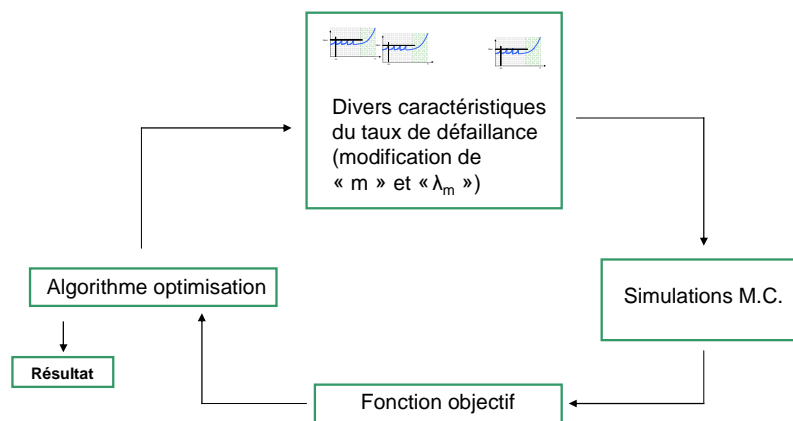 Divers caractéristiques
du taux de défaillance
(modification de
« m » et « λm »)
Algorithme optimisation
Simulations M.C.
Résultat
Fonction objectif